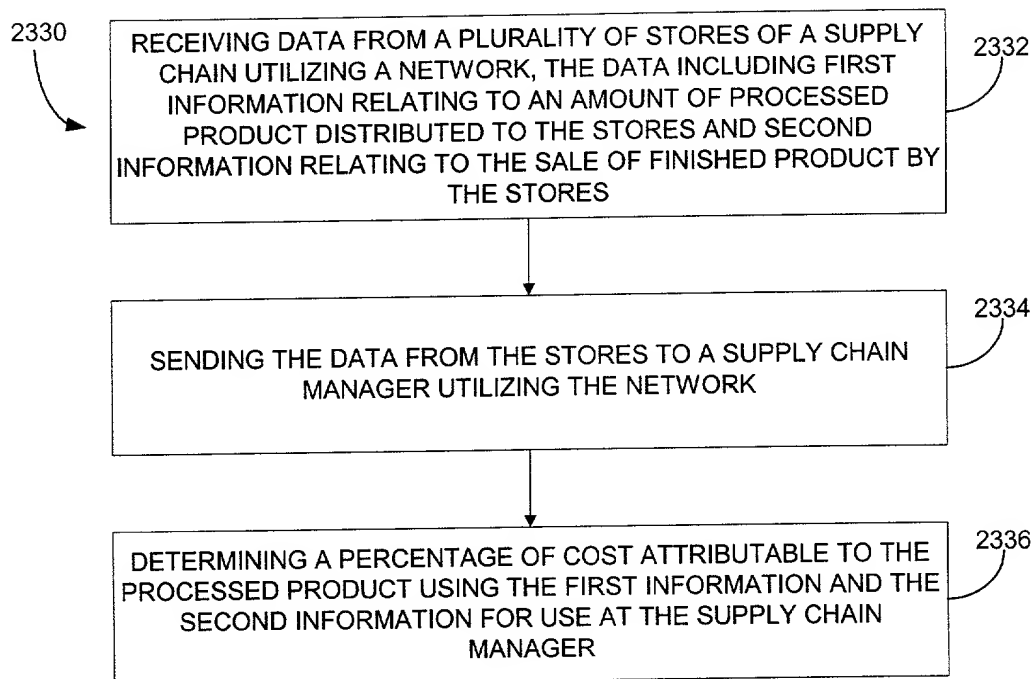 2330
RECEIVING DATA FROM A PLURALITY OF STORES OF A SUPPLY
CHAIN UTILIZING A NETWORK, THE DATA INCLUDING FIRST
INFORMATION RELATING TO AN AMOUNT OF PROCESSED
PRODUCT DISTRIBUTED TO THE STORES AND SECOND
INFORMATION RELATING TO THE SALE OF FINISHED PRODUCT BY
THE STORES
2332
SENDING THE DATA FROM THE STORES TO A SUPPLY CHAIN
MANAGER UTILIZING THE NETWORK
2334
DETERMINING A PERCENTAGE OF COST ATTRIBUTABLE TO THE
PROCESSED PRODUCT USING THE FIRST INFORMATION AND THE
SECOND INFORMATION FOR USE AT THE SUPPLY CHAIN
MANAGER
2336